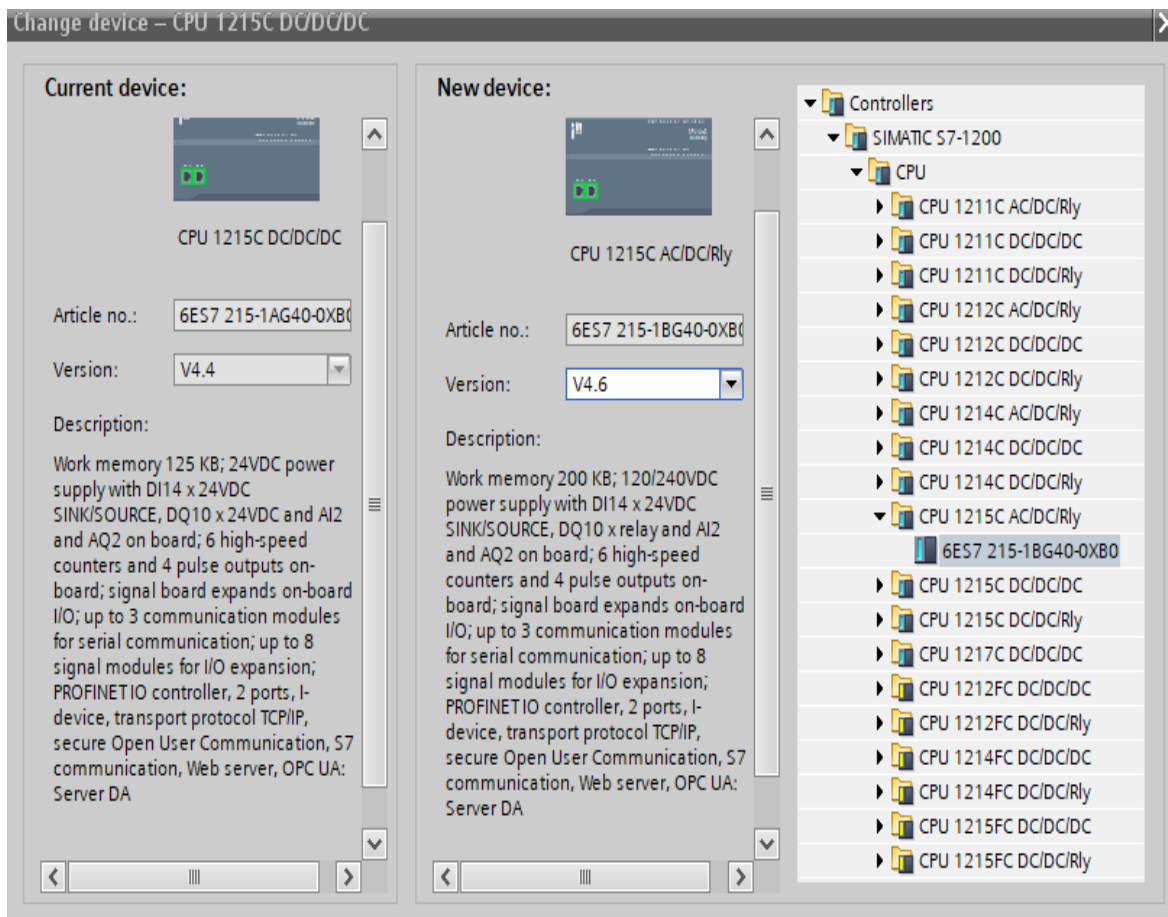 Change device – CPU 1215C DC/DC/DC
Current device:
CPU 1215C DC/DC/DC
Article no.: 6ES7 215-1AG40-0XB0
Version: V4.4
Description:
Work memory 125 KB; 24VDC power
supply with DI14 x 24VDC
SINK/SOURCE, DQ10 x 24VDC and AI2
and AQ2 on board; 6 high-speed
counters and 4 pulse outputs on-
board; signal board expands on-board
I/O; up to 3 communication modules
for serial communication; up to 8
signal modules for I/O expansion;
PROFINET IO controller, 2 ports, I-
device, transport protocol TCP/IP,
secure Open User Communication, S7
communication, Web server, OPC UA:
Server DA
New device:
CPU 1215C AC/DC/Rly
Article no.: 6ES7 215-1BG40-0XB0
Version: V4.6
Description:
Work memory 200 KB; 120/240VDC
power supply with DI14 x 24VDC
SINK/SOURCE, DQ10 x relay and AI2
and AQ2 on board; 6 high-speed
counters and 4 pulse outputs on-
board; signal board expands on-board
I/O; up to 3 communication modules
for serial communication; up to 8
signal modules for I/O expansion;
PROFINET IO controller, 2 ports, I-
device, transport protocol TCP/IP,
secure Open User Communication, S7
communication, Web server, OPC UA:
Server DA
Controllers
SIMATIC S7-1200
CPU
CPU 1211C AC/DC/Rly
CPU 1211C DC/DC/DC
CPU 1211C DC/DC/Rly
CPU 1212C AC/DC/Rly
CPU 1212C DC/DC/DC
CPU 1212C DC/DC/Rly
CPU 1214C AC/DC/Rly
CPU 1214C DC/DC/DC
CPU 1214C DC/DC/Rly
CPU 1215C AC/DC/Rly
6ES7 215-1BG40-0XB0
CPU 1215C DC/DC/DC
CPU 1215C DC/DC/Rly
CPU 1217C DC/DC/DC
CPU 1212FC DC/DC/DC
CPU 1212FC DC/DC/Rly
CPU 1214FC DC/DC/DC
CPU 1214FC DC/DC/Rly
CPU 1215FC DC/DC/DC
CPU 1215FC DC/DC/Rly